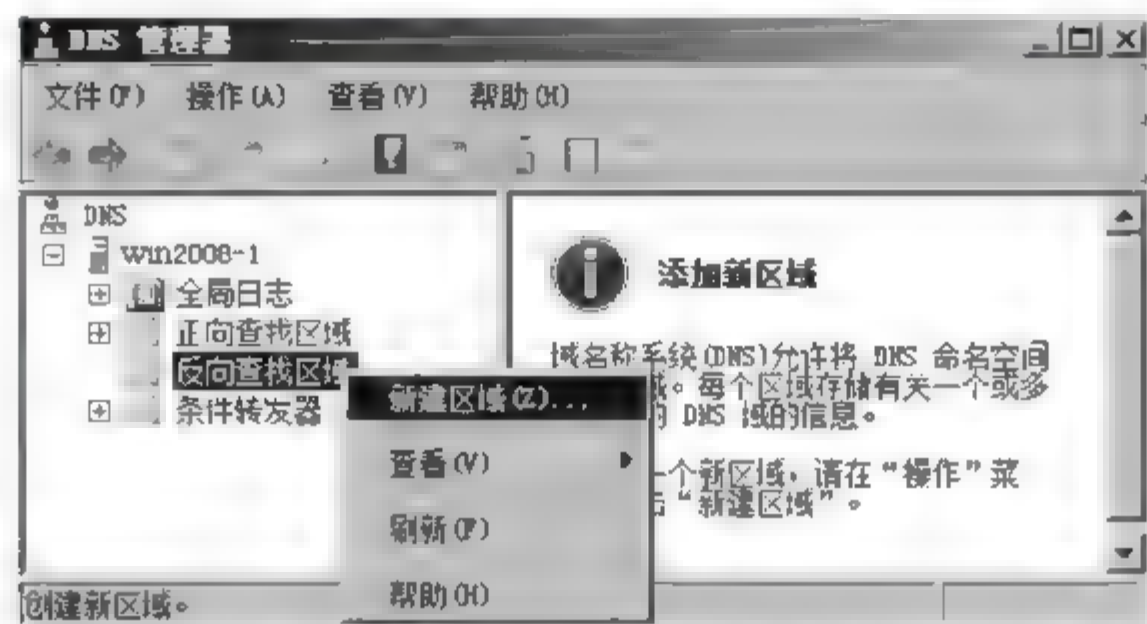 DNS 管理器
文件(F) 操作(A) 查看(V) 帮助(H)
DNS
win2008-1
全局日志
正向查找区域
反向查找区域
条件转发器
新建区域(Z)...
查看(V)
刷新(F)
帮助(H)
添加新区域
域名称系统(DNS)允许将 DNS 命名空间
域。每个区域存储有关一个或多
的 DNS 域的信息。
一个新区域，请在“操作”菜
击“新建区域”。
创建新区域。